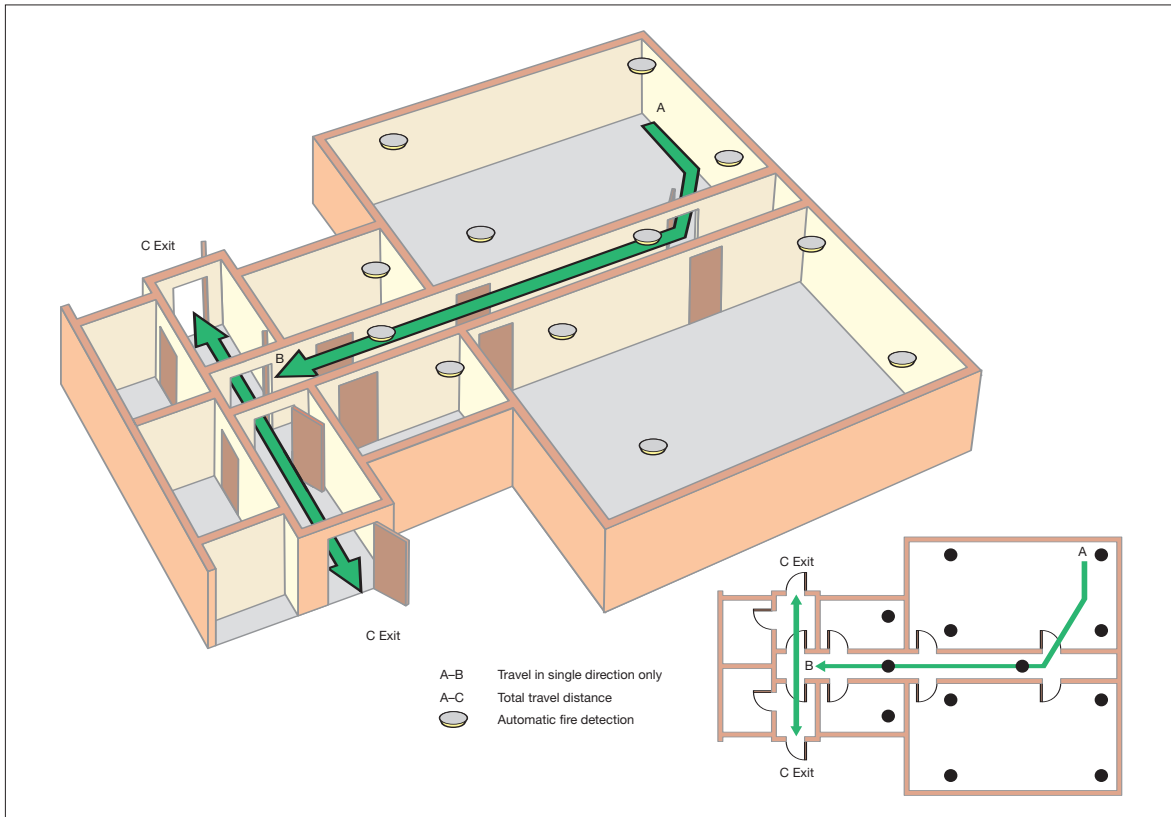 A
C Exit
B
C Exit
A–B Travel in single direction only
A–C Total travel distance
Automatic fire detection
C Exit
A
B
C Exit